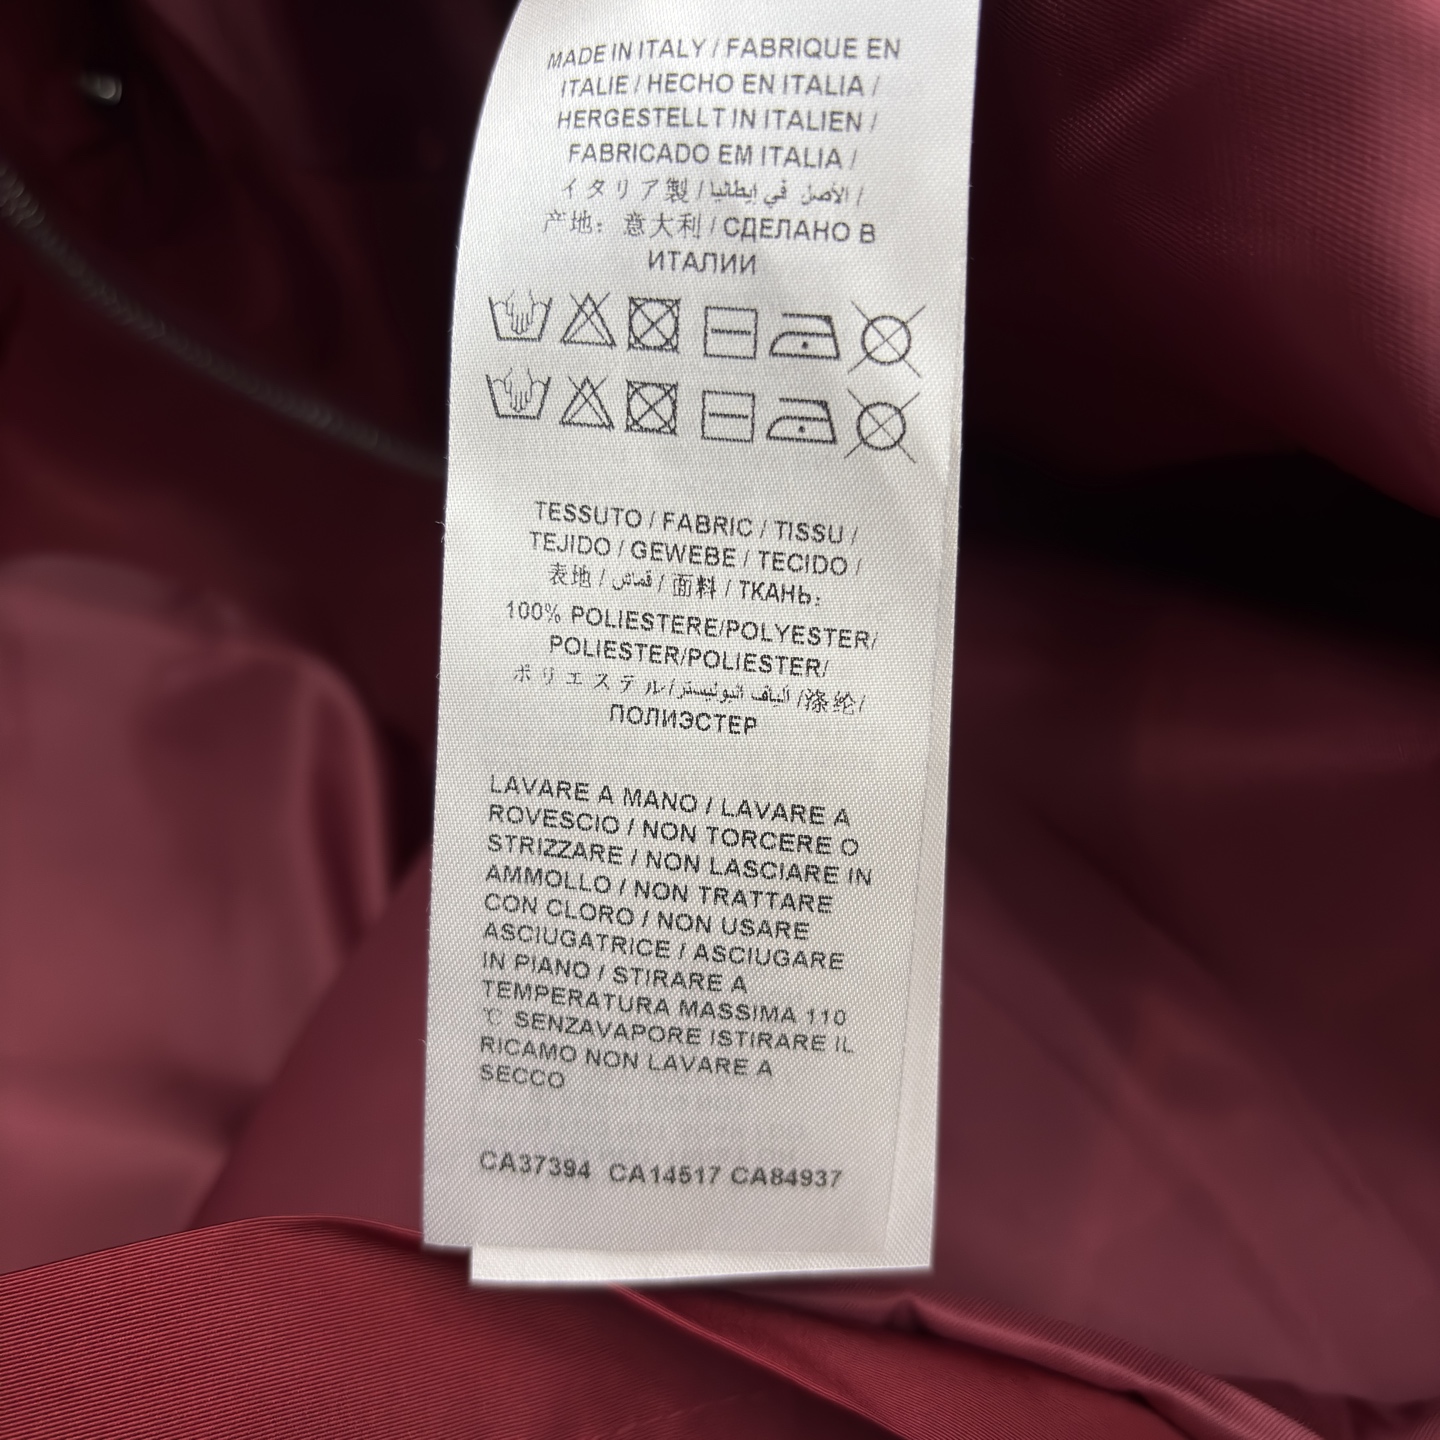 MADE IN ITALY / FABRIQUE EN
ITALIE / HECHO EN ITALIA /
HERGESTELLT IN ITALIEN /
FABRICADO EM ITALIA /
イタリア製 / الأصل في إيطاليا /
产地：意大利 / СДЕЛАНО В
ИТАЛИИ
TESSUTO / FABRIC / TISSU /
TEJIDO / GEWEBE / TECIDO /
表地 / قماش / 面料 / ТКАНЬ:
100% POLIESTERE/POLYESTER/
POLIESTER/POLIESTER/
ポリエステル/الياف البوليستر/涤纶/
ПОЛИЭСТЕР
LAVARE A MANO / LAVARE A
ROVESCIO / NON TORCERE O
STRIZZARE / NON LASCIARE IN
AMMOLLO / NON TRATTARE
CON CLORO / NON USARE
ASCIUGATRICE / ASCIUGARE
IN PIANO / STIRARE A
TEMPERATURA MASSIMA 110
℃ SENZAVAPORE ISTIRARE IL
RICAMO NON LAVARE A
SECCO
CA37394 CA14517 CA84937